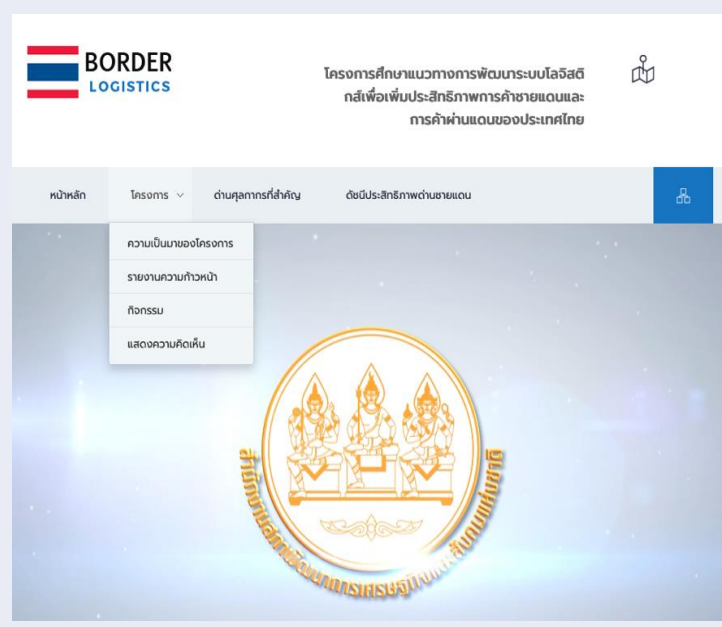 BORDER
LOGISTICS
โครงการศึกษาแนวทางการพัฒนาระบบโลจิสติ
กส์เพื่อเพิ่มประสิทธิภาพการค้าชายแดนและ
การค้าผ่านแดนของประเทศไทย
หน้าหลัก โครงการ ด่านศุลกากรที่สำคัญ ดัชนีประสิทธิภาพด่านชายแดน
ความเป็นมาของโครงการ
รายงานความก้าวหน้า
กิจกรรม
แสดงความคิดเห็น
สำนักงานสภาพัฒนาการเศรษฐกิจและสังคมแห่งชาติ